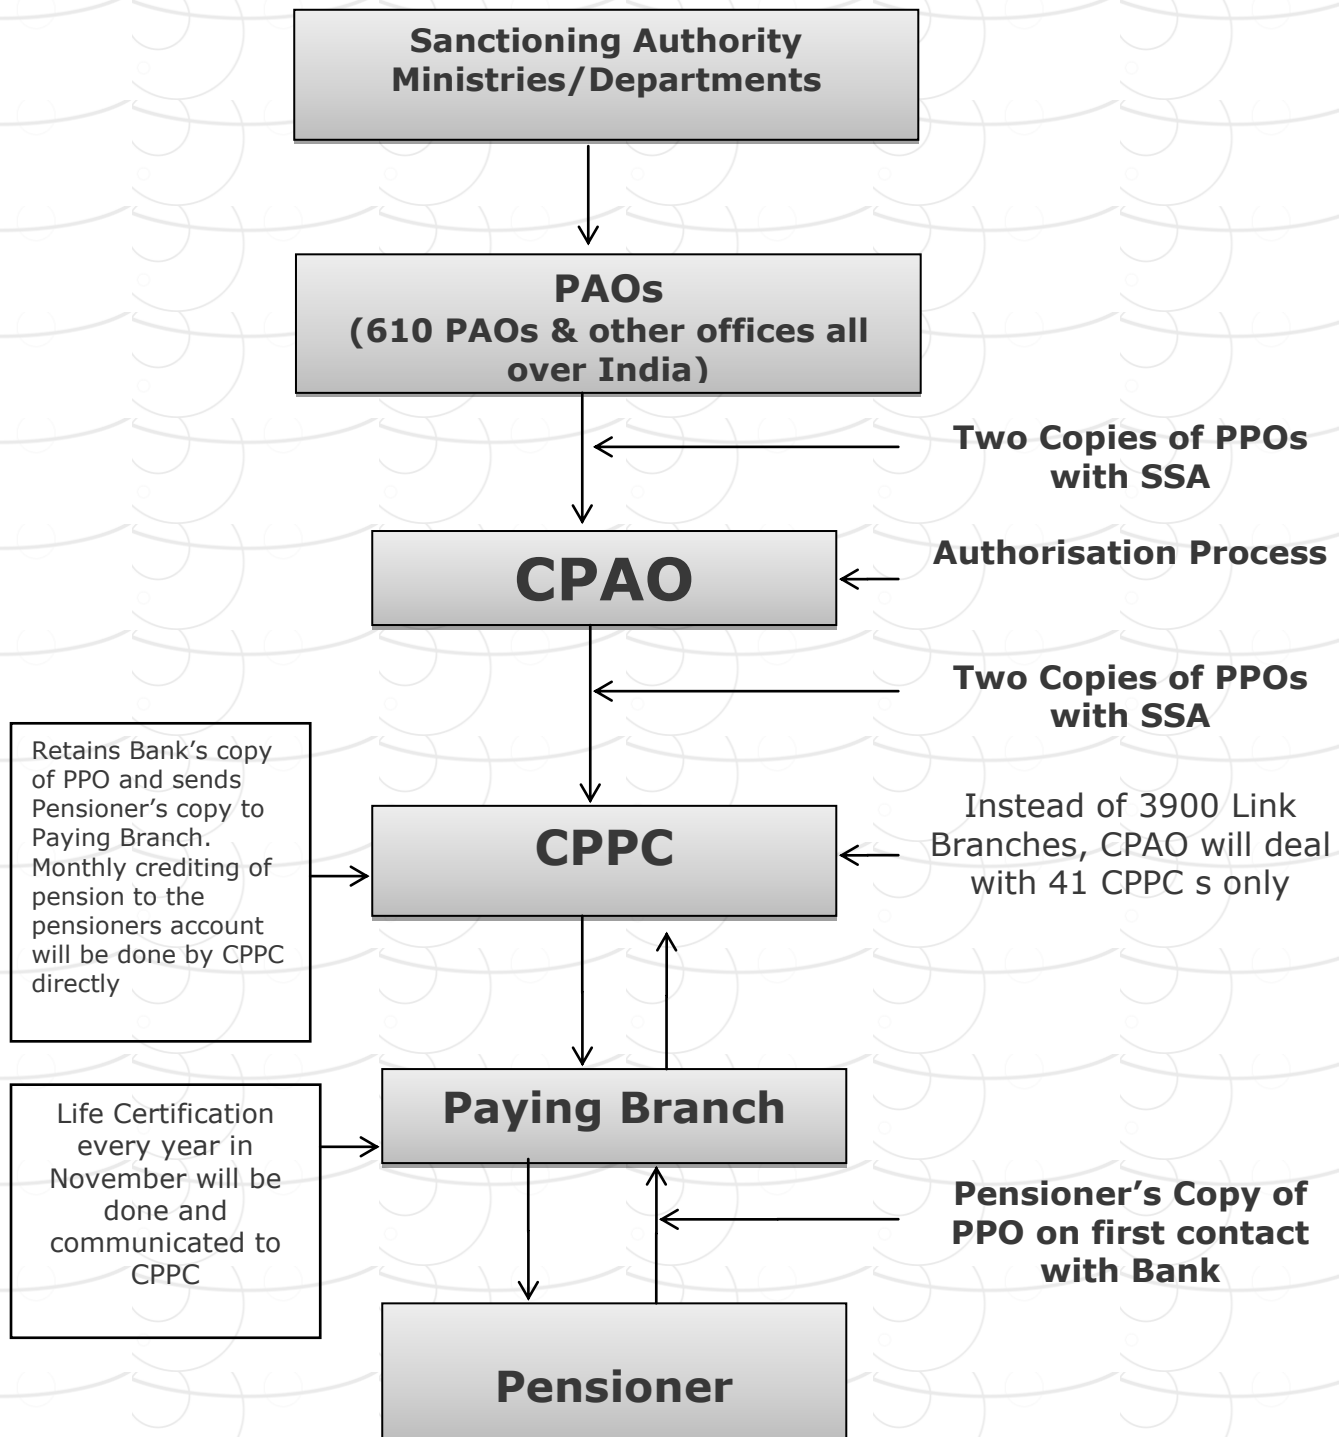 Sanctioning Authority
Ministries/Departments
PAOs
(610 PAOs & other offices all
over India)
Two Copies of PPOs
with SSA
Authorisation Process
CPAO
Two Copies of PPOs
with SSA
Retains Bank’s copy
of PPO and sends
Pensioner’s copy to
Paying Branch.
Monthly crediting of
pension to the
pensioners account
will be done by CPPC
directly
CPPC
Instead of 3900 Link
Branches, CPAO will deal
with 41 CPPC s only
Paying Branch
Life Certification
every year in
November will be
done and
communicated to
CPPC
Pensioner’s Copy of
PPO on first contact
with Bank
Pensioner